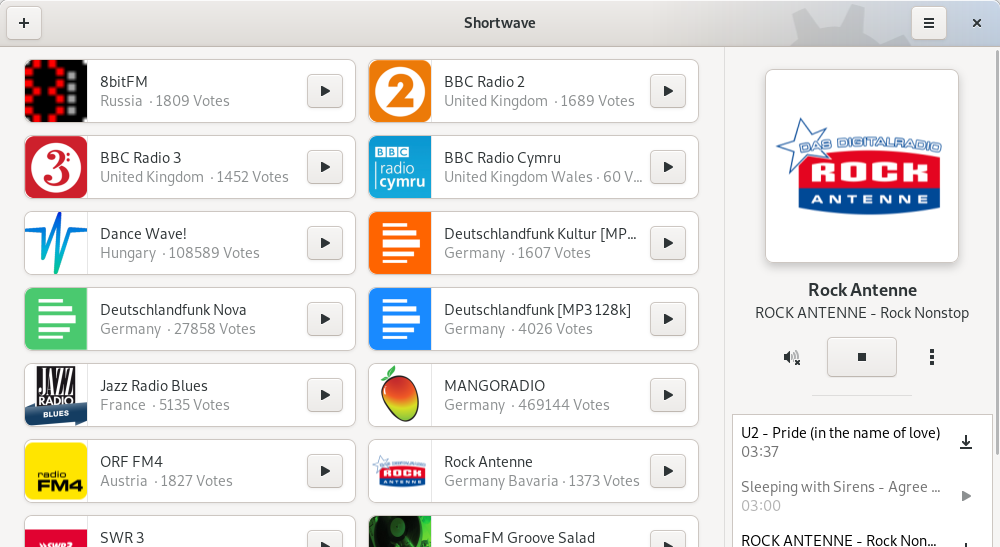 Shortwave
8bitFM
Russia · 1809 Votes
BBC Radio 2
United Kingdom · 1689 Votes
2
BBC Radio 3
United Kingdom · 1452 Votes
3:
BBC Radio Cymru
United Kingdom Wales · 60 V...
BBC
radio
cymru
Dance Wave!
Hungary · 108589 Votes
Deutschlandfunk Kultur [MP...
Germany · 1607 Votes
Deutschlandfunk Nova
Germany · 27858 Votes
Deutschlandfunk [MP3 128k]
Germany · 4026 Votes
JAZZ
RADIO
BLUES
Jazz Radio Blues
France · 5135 Votes
MANGORADIO
Germany · 469144 Votes
radio
FM4
ORF FM4
Austria · 1827 Votes
DAS DIGITALRADIO
ROCK
ANTENNE
Rock Antenne
Germany Bavaria · 1373 Votes
SWR3
SWR 3
SomaFM Groove Salad
DAS DIGITALRADIO
ROCK
ANTENNE
Rock Antenne
ROCK ANTENNE - Rock Nonstop
U2 - Pride (in the name of love)
03:37
Sleeping with Sirens - Agree ...
03:00
ROCK ANTENNE - Rock Non...